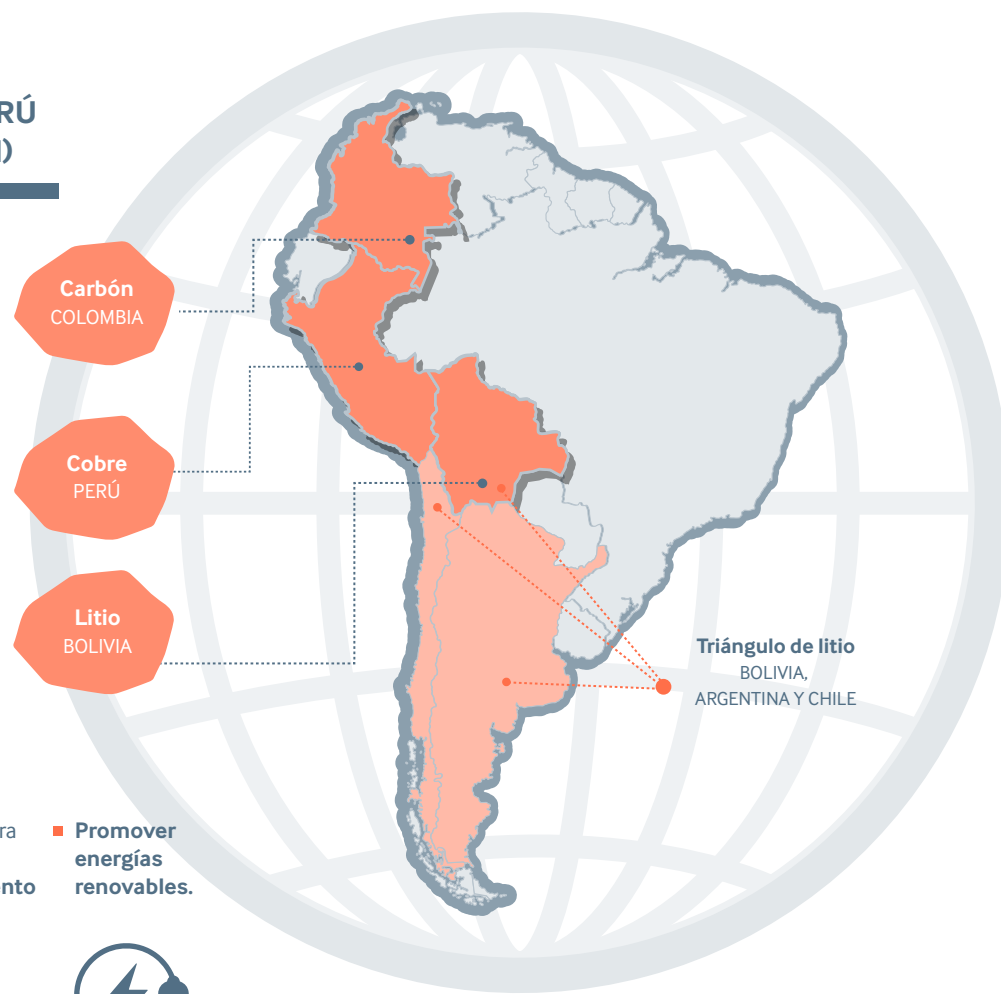 RÚ
)
Carbón
COLOMBIA
Cobre
PERÚ
Litio
BOLIVIA
Triángulo de litio
BOLIVIA,
ARGENTINA Y CHILE
ra
nto
Promover
energías
renovables.